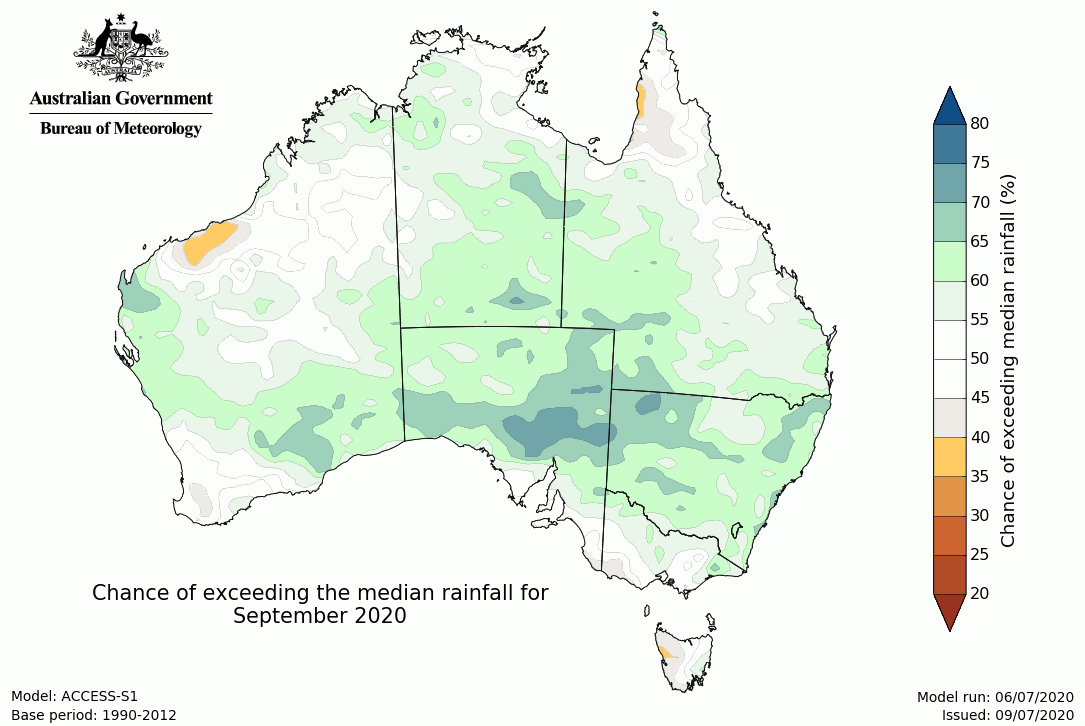 Australian Government
Bureau of Meteorology
80
75
70
65
60
55
50
45
40
35
30
25
20
Chance of exceeding median rainfall (%)
Chance of exceeding the median rainfall for
September 2020
Model: ACCESS-S1
Base period: 1990-2012
Model run: 06/07/2020
Issued: 09/07/2020